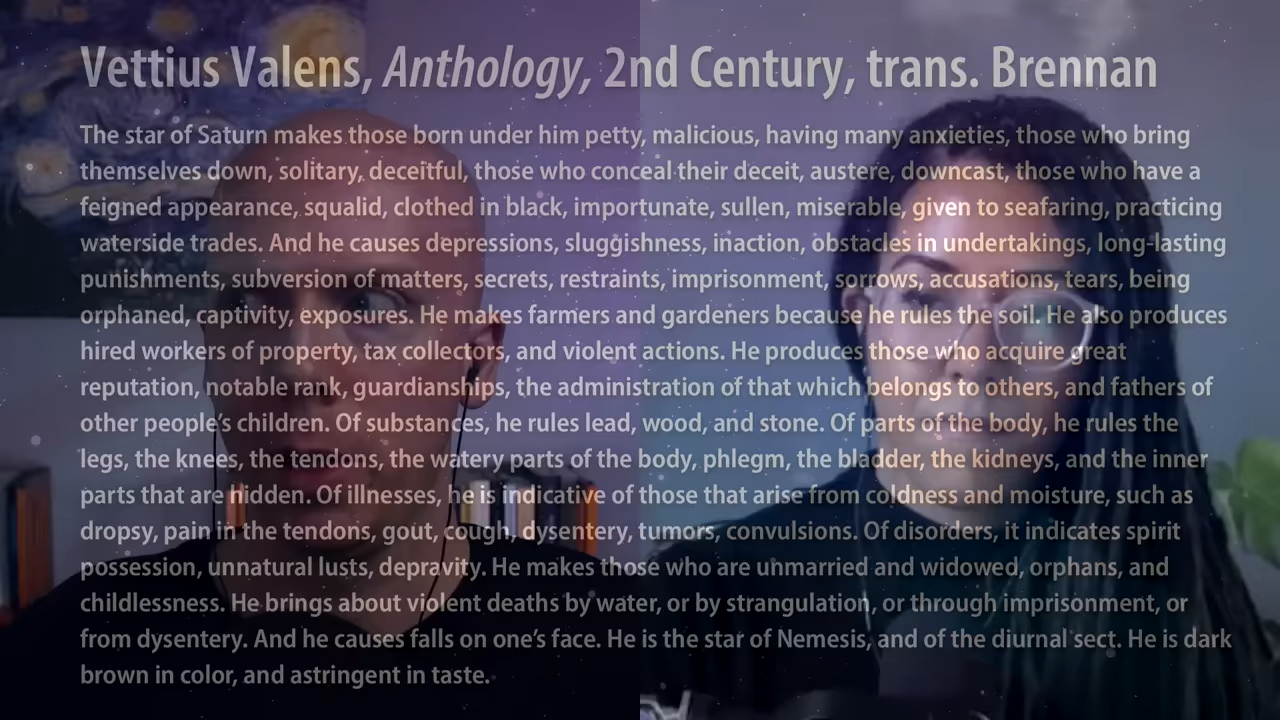 Vettius Valens, Anthology, 2nd Century, trans. Brennan
The star of Saturn makes those born under him petty, malicious, having many anxieties, those who bring
themselves down, solitary, deceitful, those who conceal their deceit, austere, downcast, those who have a
feigned appearance, squalid, clothed in black, importunate, sullen, miserable, given to seafaring, practicing
waterside trades. And he causes depressions, sluggishness, inaction, obstacles in undertakings, long-lasting
punishments, subversion of matters, secrets, restraints, imprisonment, sorrows, accusations, tears, being
orphaned, captivity, exposures. He makes farmers and gardeners because he rules the soil. He also produces
hired workers of property, tax collectors, and violent actions. He produces those who acquire great
reputation, notable rank, guardianships, the administration of that which belongs to others, and fathers of
other people's children. Of substances, he rules lead, wood, and stone. Of parts of the body, he rules the
legs, the knees, the tendons, the watery parts of the body, phlegm, the bladder, the kidneys, and the inner
parts that are hidden. Of illnesses, he is indicative of those that arise from coldness and moisture, such as
dropsy, pain in the tendons, gout, cough, dysentery, tumors, convulsions. Of disorders, it indicates spirit
possession, unnatural lusts, depravity. He makes those who are unmarried and widowed, orphans, and
childlessness. He brings about violent deaths by water, or by strangulation, or through imprisonment, or
from dysentery. And he causes falls on one's face. He is the star of Nemesis, and of the diurnal sect. He is dark
brown in color, and astringent in taste.